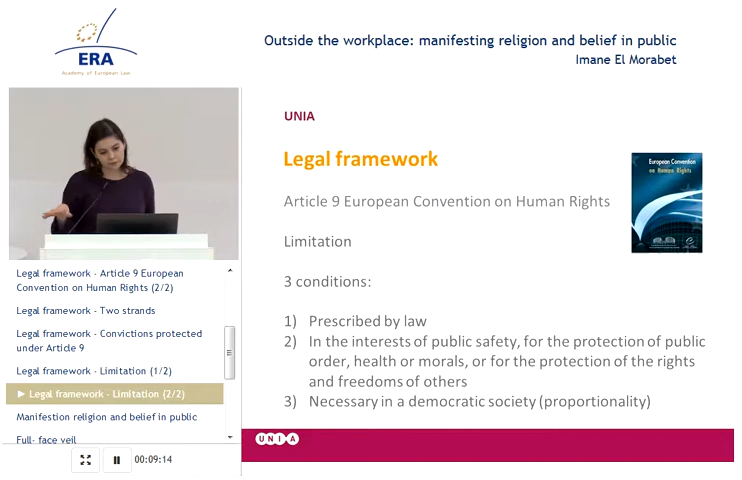 ERA
Academy of European Law
Outside the workplace: manifesting religion and belief in public
Imane El Morabet
Legal framework - Article 9 European
Convention on Human Rights (2/2)
Legal framework - Two strands
Legal framework - Convictions protected
under Article 9
Legal framework - Limitation (1/2)
► Legal framework - Limitation (2/2)
Manifestion religion and belief in public
Full- face veil
00:09:14
UNIA
Legal framework
Article 9 European Convention on Human Rights
Limitation
3 conditions:
1) Prescribed by law
2) In the interests of public safety, for the protection of public
order, health or morals, or for the protection of the rights
and freedoms of others
3) Necessary in a democratic society (proportionality)
European Convention
on Human Rights
UNIA